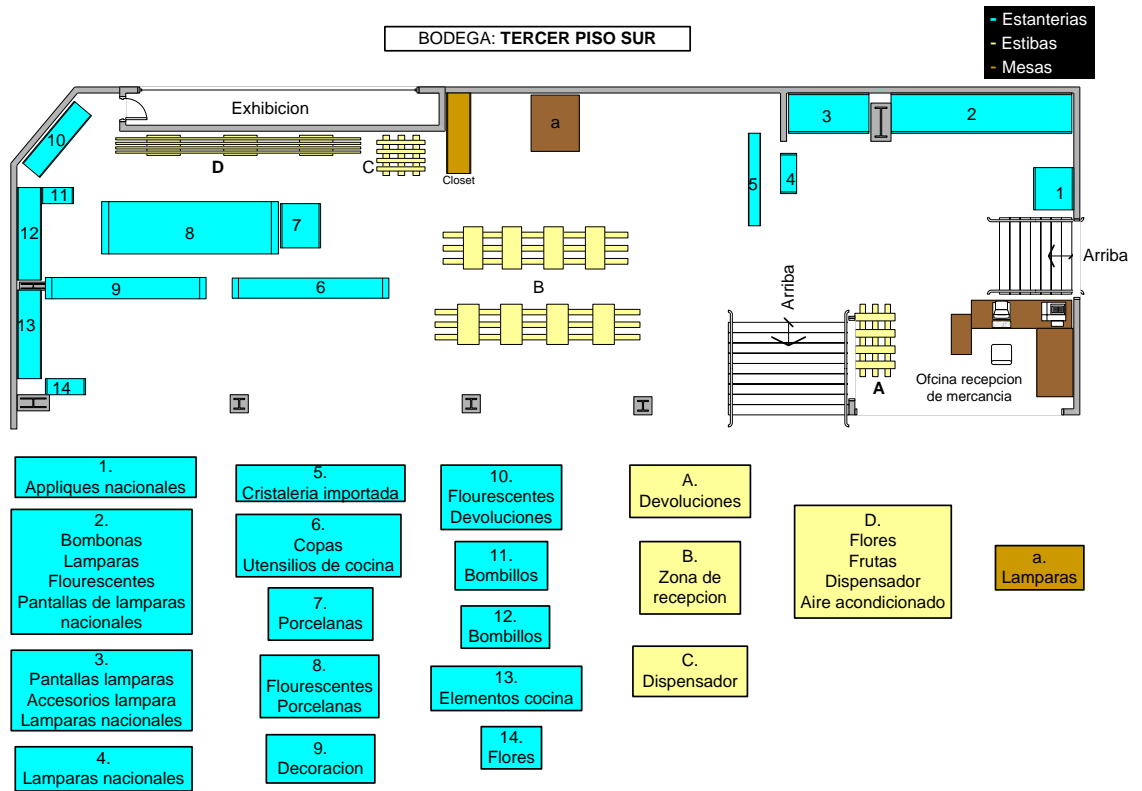 BODEGA: TERCER PISO SUR
- Estanterias
- Estibas
- Mesas
Exhibicion
10
D
C
Closet
a
3
2
5
4
1
11
12
8
7
9
6
13
14
B
Arriba
Arriba
A
Ofcina recepcion
de mercancia
1.
Appliques nacionales
2.
Bombonas
Lamparas
Flourescentes
Pantallas de lamparas
nacionales
3.
Pantallas lamparas
Accesorios lampara
Lamparas nacionales
4.
Lamparas nacionales
5.
Cristaleria importada
6.
Copas
Utensilios de cocina
7.
Porcelanas
8.
Flourescentes
Porcelanas
9.
Decoracion
10.
Flourescentes
Devoluciones
11.
Bombillos
12.
Bombillos
13.
Elementos cocina
14.
Flores
A.
Devoluciones
B.
Zona de
recepcion
C.
Dispensador
D.
Flores
Frutas
Dispensador
Aire acondicionado
a.
Lamparas